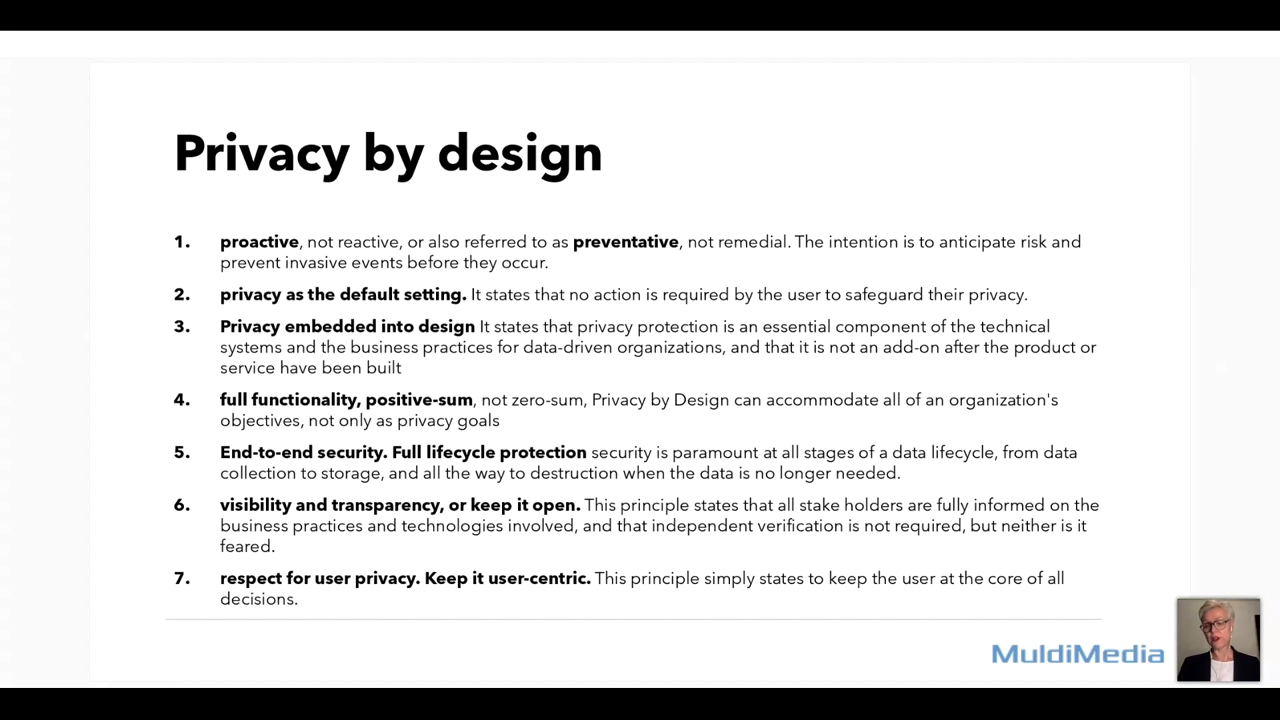 Privacy by design
1. proactive, not reactive, or also referred to as preventative, not remedial. The intention is to anticipate risk and
prevent invasive events before they occur.
2. privacy as the default setting. It states that no action is required by the user to safeguard their privacy.
3. Privacy embedded into design It states that privacy protection is an essential component of the technical
systems and the business practices for data-driven organizations, and that it is not an add-on after the product or
service have been built
4. full functionality, positive-sum, not zero-sum, Privacy by Design can accommodate all of an organization's
objectives, not only as privacy goals
5. End-to-end security. Full lifecycle protection security is paramount at all stages of a data lifecycle, from data
collection to storage, and all the way to destruction when the data is no longer needed.
6. visibility and transparency, or keep it open. This principle states that all stake holders are fully informed on the
business practices and technologies involved, and that independent verification is not required, but neither is it
feared.
7. respect for user privacy. Keep it user-centric. This principle simply states to keep the user at the core of all
decisions.
MuldiMedia